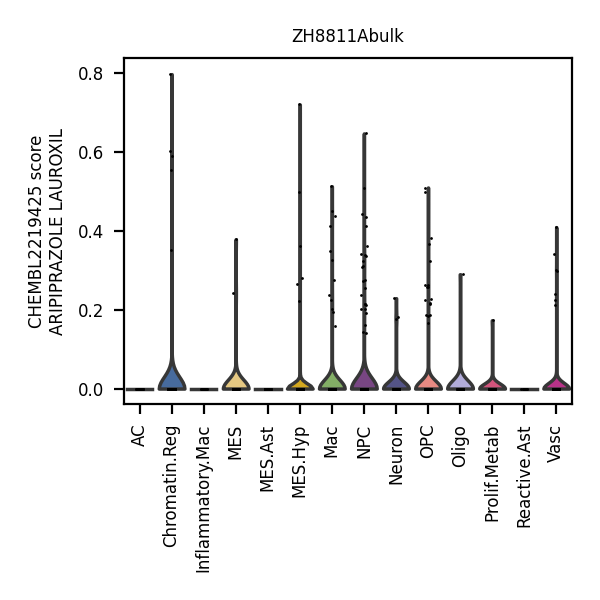 ZH8811Abulk
CHEMBL2219425 score
ARIPIPRAZOLE LAUROXIL
0.8
0.6
0.4
0.2
0.0
AC
Chromatin.Reg
Inflammatory.Mac
MES
MES.Ast
MES.Hyp
Mac
NPC
Neuron
OPC
Oligo
Prolif.Metab
Reactive.Ast
Vasc